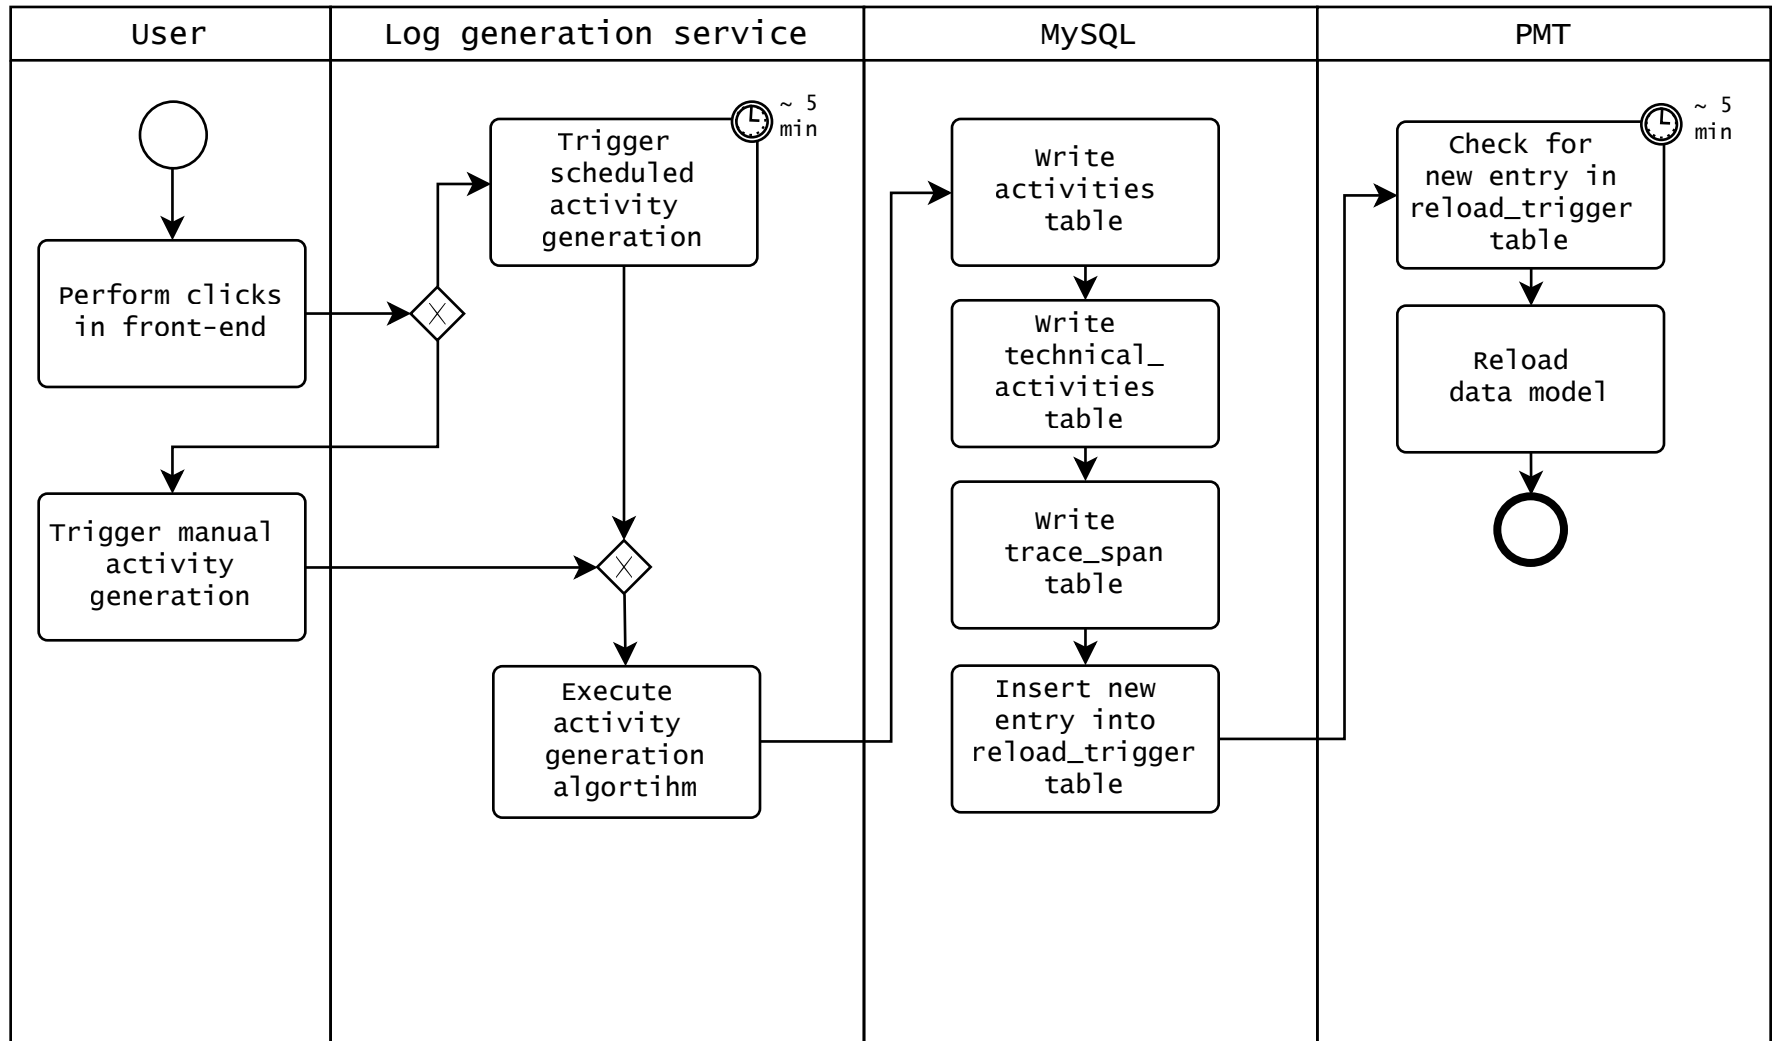 User
Log generation service
MySQL
PMT
Perform clicks
in front-end
Trigger manual
activity
generation
~ 5
min
Trigger
scheduled
activity
generation
Execute
activity
generation
algortihm
Write
activities
table
Write
technical_
activities
table
Write
trace_span
table
Insert new
entry into
reload_trigger
table
~ 5
min
Check for
new entry in
reload_trigger
table
Reload
data model